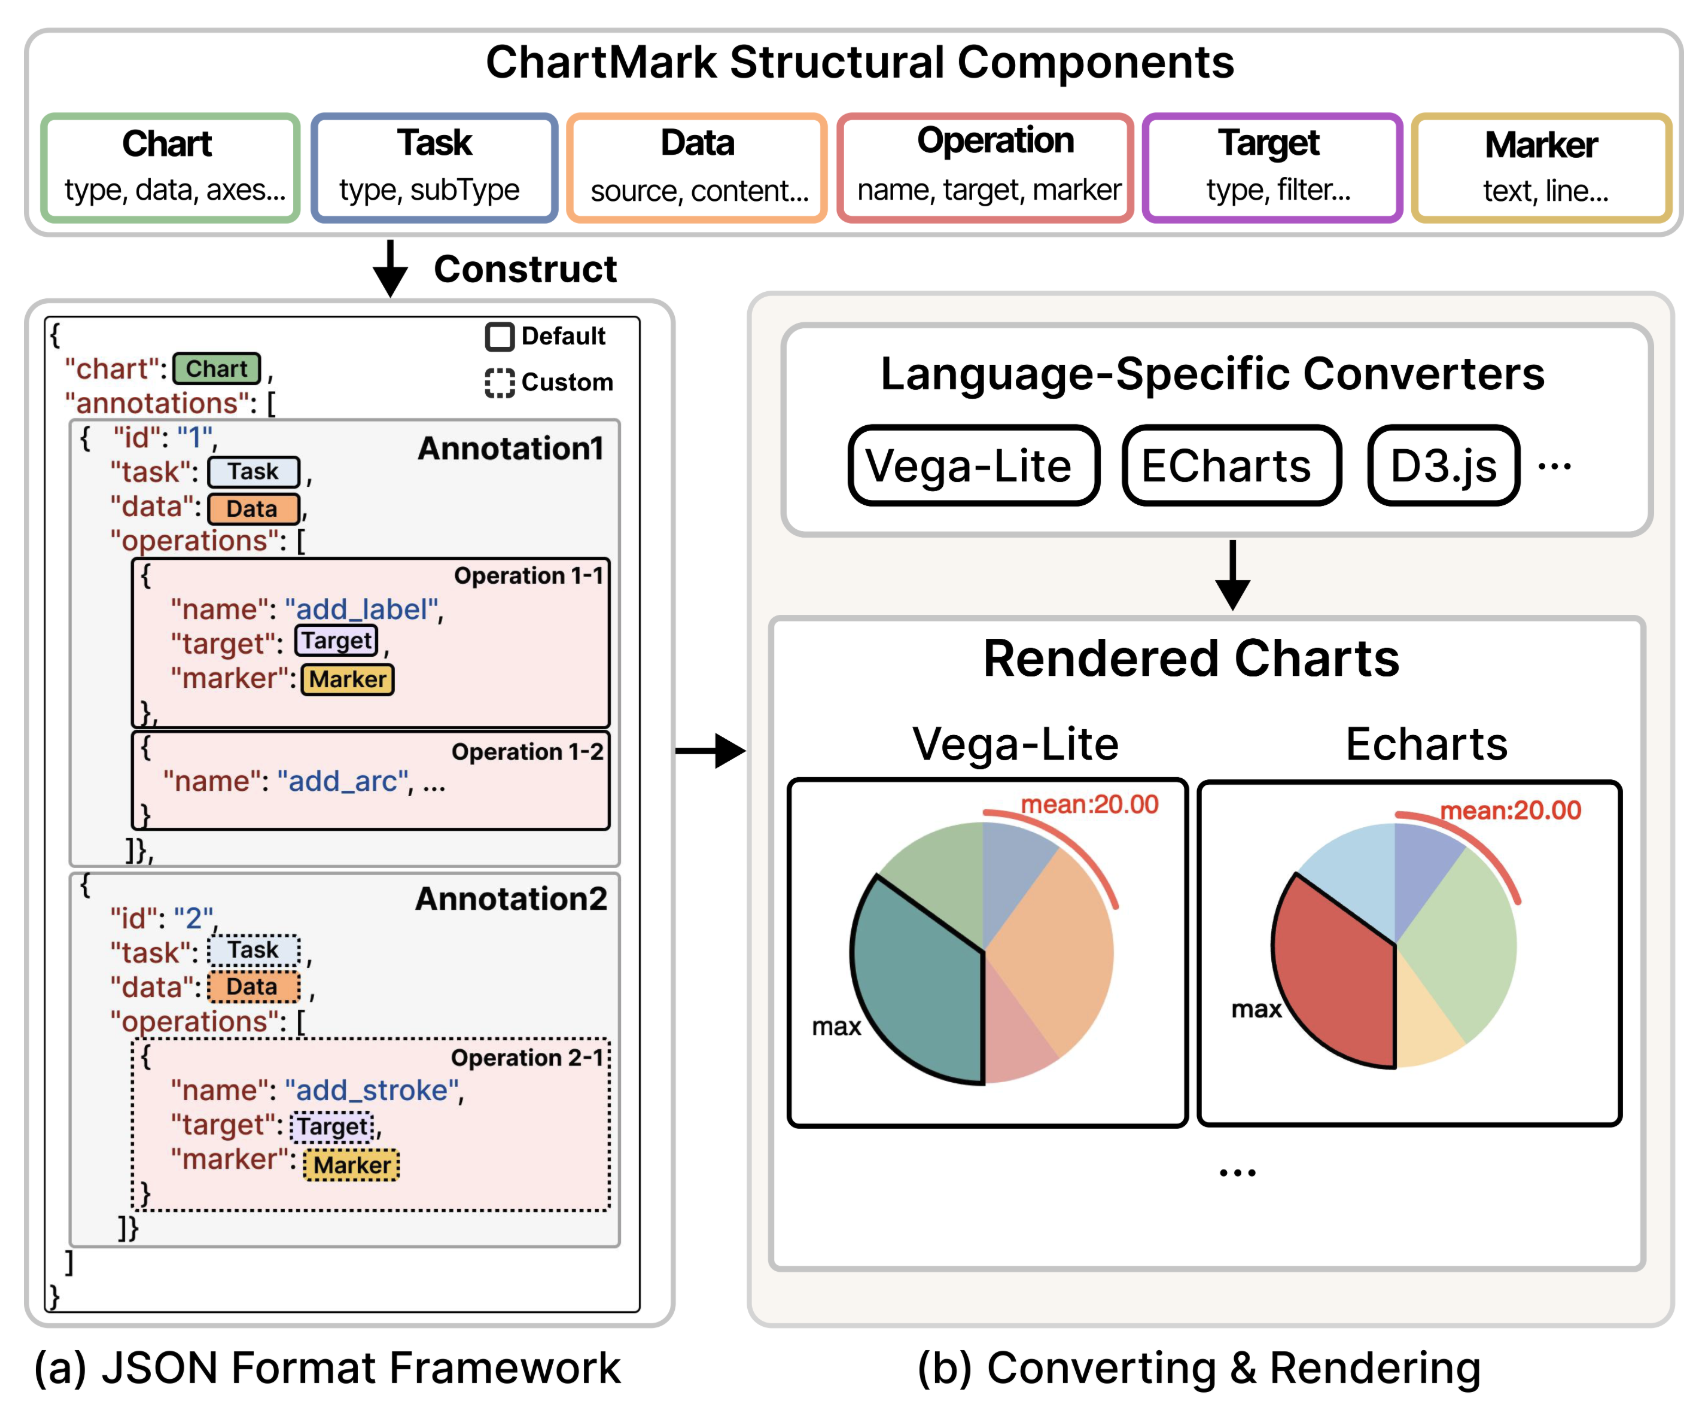 ChartMark Structural Components
Chart
type, data, axes...
Task
type, subType
Data
source, content...
Operation
name, target, marker
Target
type, filter...
Marker
text, line...
Construct
{
Default
"chart": Chart ,
Custom
"annotations": [
{ "id": "1",
Annotation1
"task": Task ,
"data": Data ,
"operations": [
{
Operation 1-1
"name": "add_label",
"target": Target ,
"marker": Marker
},
{
Operation 1-2
"name": "add_arc", ...
}
]},
{
Annotation2
"id": "2",
"task": Task ,
"data": Data ,
"operations": [
{
Operation 2-1
"name": "add_stroke",
"target": Target ,
"marker": Marker
}
]}
]
}
(a) JSON Format Framework
Language-Specific Converters
Vega-Lite
ECharts
D3.js
...
Rendered Charts
Vega-Lite
mean:20.00
max
Echarts
mean:20.00
max
...
(b) Converting & Rendering